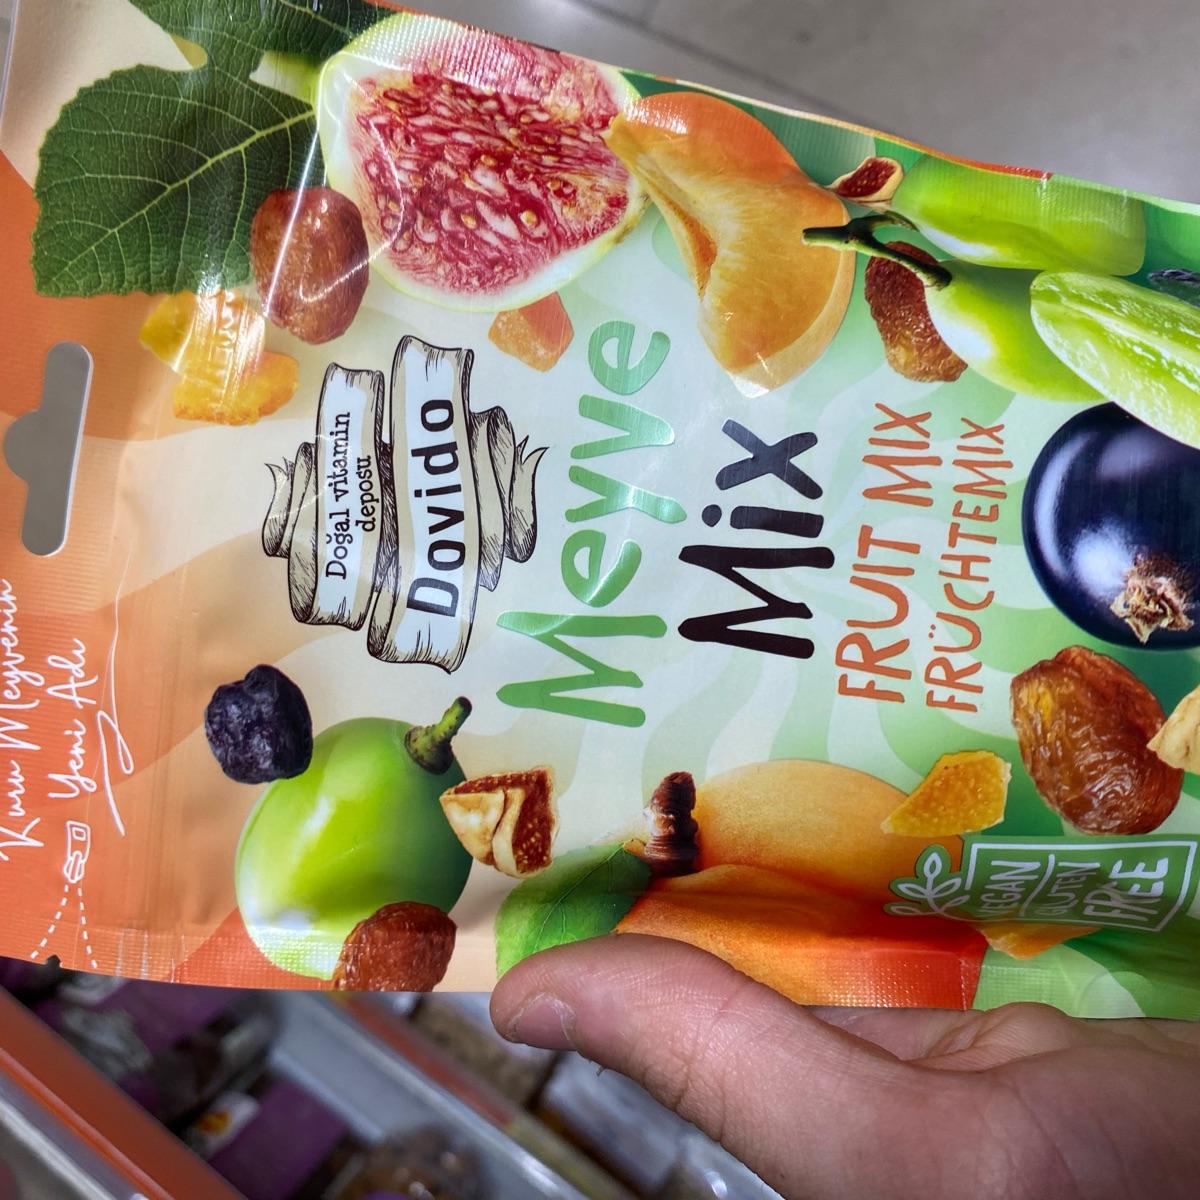 Kuru Meyvenin
Yeni Adı
Doğal vitamin
deposu
Dovido
Meyve
Mix
FRUIT MIX
FRÜCHTEMIX
VEGAN
GLUTEN
FREE